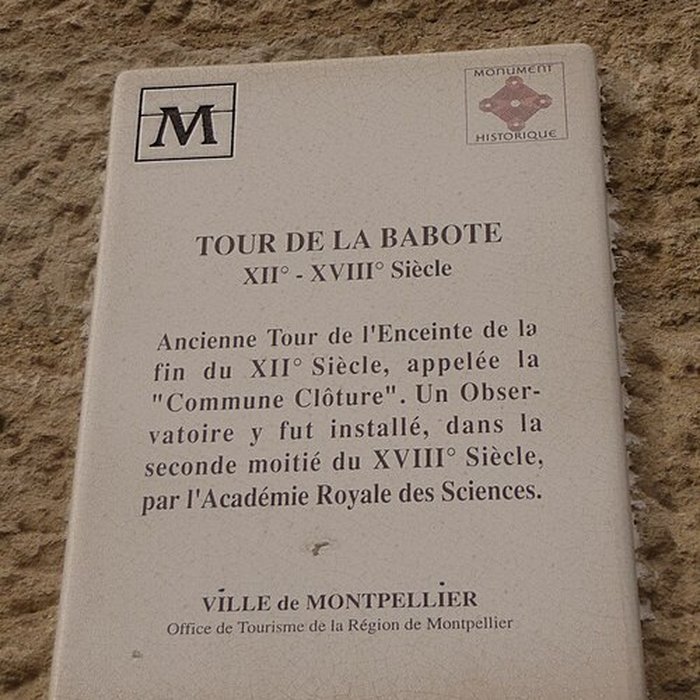 M
MONUMENT
HISTORIQUE
TOUR DE LA BABOTE
XII° - XVIII° Siècle
Ancienne Tour de l'Enceinte de la
fin du XII° Siècle, appelée la
"Commune Clôture". Un Obser-
vatoire y fut installé, dans la
seconde moitié du XVIII° Siècle,
par l'Académie Royale des Sciences.
VILLE de MONTPELLIER
Office de Tourisme de la Région de Montpellier